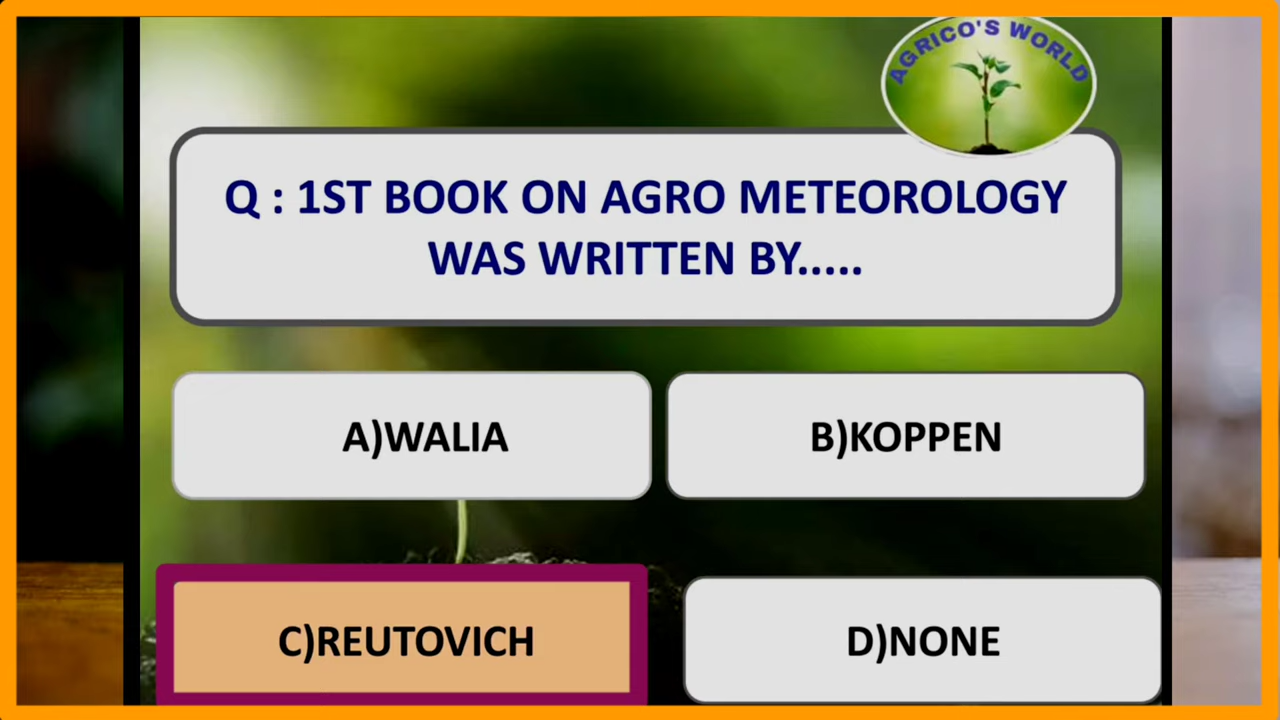 AGRICO'S WORLD
Q : 1ST BOOK ON AGRO METEOROLOGY
WAS WRITTEN BY.....
A)WALIA
B)KOPPEN
C)REUTOVICH
D)NONE